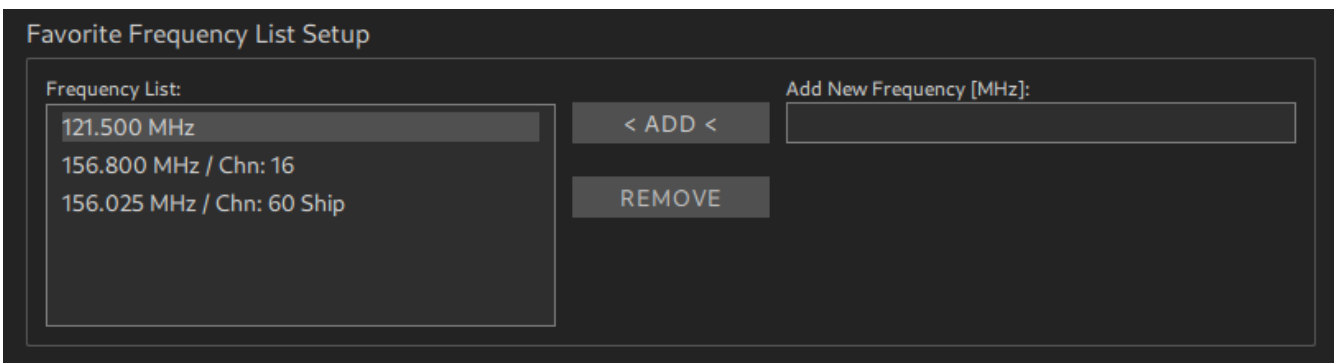 Favorite Frequency List Setup
Frequency List:
121.500 MHz
156.800 MHz / Chn: 16
156.025 MHz / Chn: 60 Ship
< ADD <
REMOVE
Add New Frequency [MHz]: